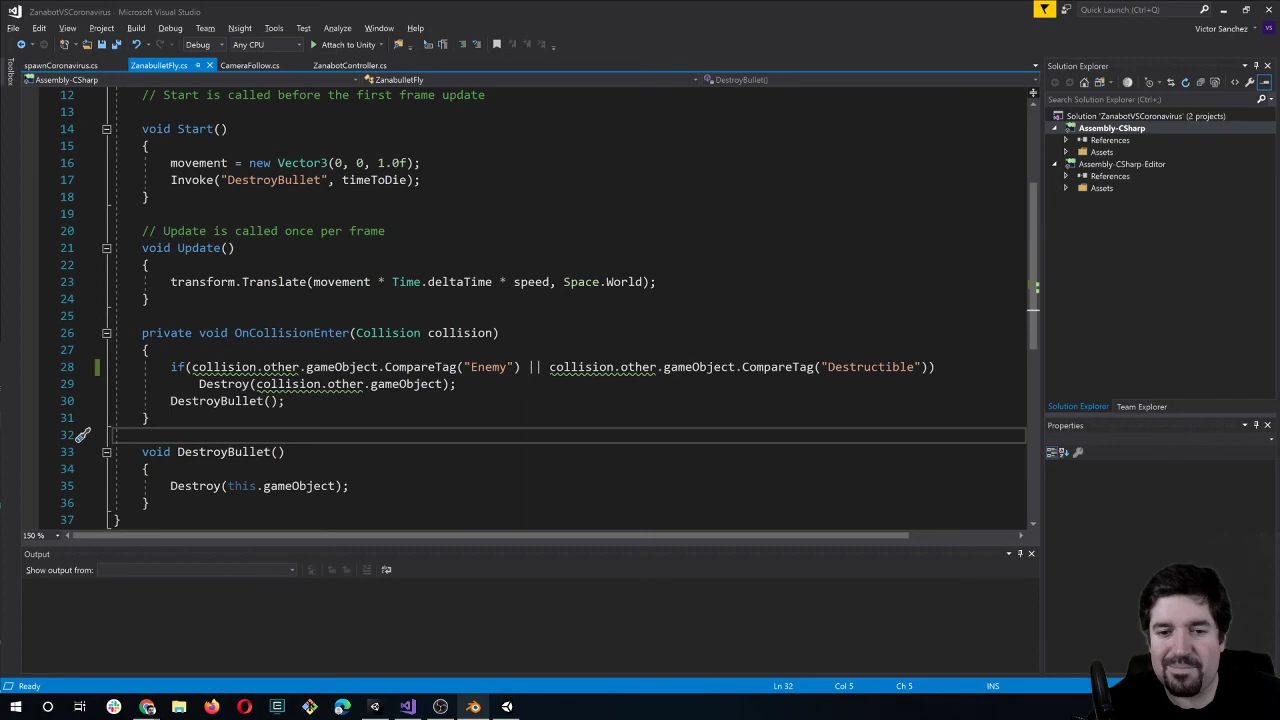 ZanabotVSCoronavirus - Microsoft Visual Studio
Quick Launch (Ctrl+Q)
File Edit View Project Build Debug Team Tools Test Analyze Window Help
Victor Sanchez VS
Debug Any CPU Attach to Unity
Toolbox
spawnCoronavirus.cs ZanabulletFly.cs CameraFollow.cs ZanabotController.cs
Assembly-CSharp ZanabulletFly DestroyBullet()
12 // Start is called before the first frame update
13
14 void Start()
15 {
16 movement = new Vector3(0, 0, 1.0f);
17 Invoke("DestroyBullet", timeToDie);
18 }
19
20 // Update is called once per frame
21 void Update()
22 {
23 transform.Translate(movement * Time.deltaTime * speed, Space.World);
24 }
25
26 private void OnCollisionEnter(Collision collision)
27 {
28 if(collision.other.gameObject.CompareTag("Enemy") || collision.other.gameObject.CompareTag("Destructible"))
29 Destroy(collision.other.gameObject);
30 DestroyBullet();
31 }
32
33 void DestroyBullet()
34 {
35 Destroy(this.gameObject);
36 }
37 }
150 %
Output
Show output from:
Solution Explorer
Search Solution Explorer (Ctrl+;)
Solution 'ZanabotVSCoronavirus' (2 projects)
Assembly-CSharp
References
Assets
Assembly-CSharp-Editor
References
Assets
Solution Explorer Team Explorer
Properties
Ready Ln 32 Col 5 Ch 5 INS